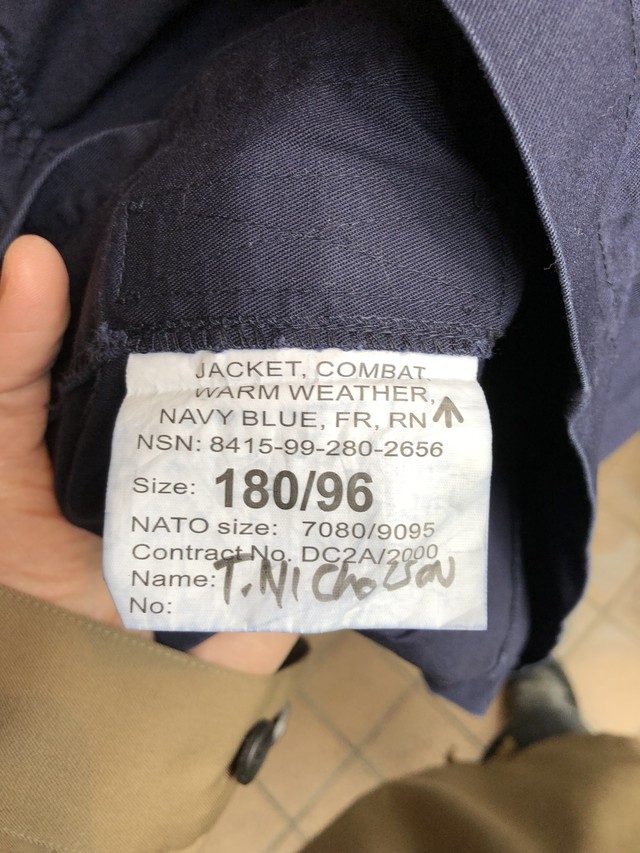 JACKET, COMBAT.
WARM WEATHER,
NAVY BLUE, FR, RN
NSN: 8415-99-280-2656
Size: 180/96
NATO size: 7080/9095
Contract No. DC2A/2000
Name: T. NICHOLSON
No: